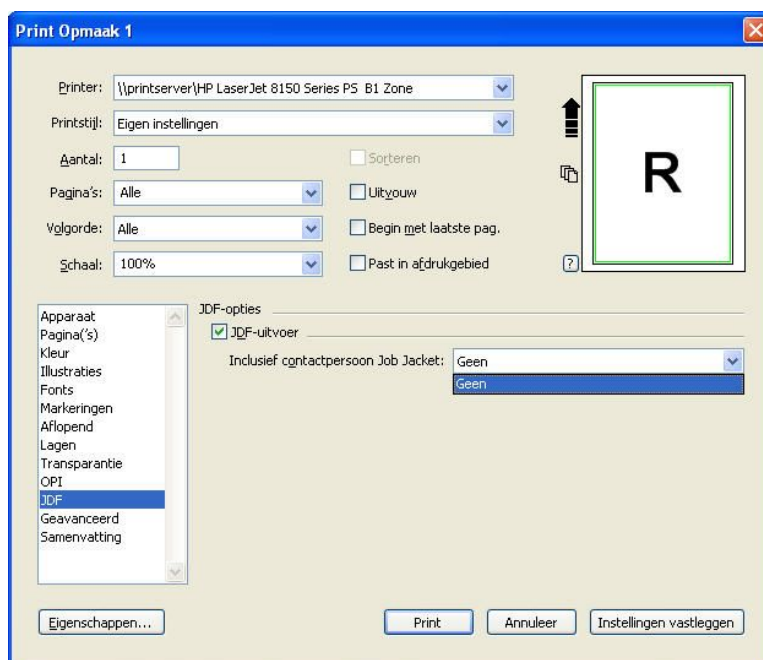 Print Opmaak 1
Printer: \\printserver\HP LaserJet 8150 Series PS B1 Zone
Printstijl: Eigen instellingen
Aantal: 1
Sorteren
Pagina's: Alle
Uitvouw
Volgorde: Alle
Begin met laatste pag.
Schaal: 100%
Past in afdrukgebied
?
R
Apparaat
Pagina('s)
Kleur
Illustraties
Fonts
Markeringen
Aflopend
Lagen
Transparantie
OPI
JDF
Geavanceerd
Samenvatting
JDF-opties
JDF-uitvoer
Inclusief contactpersoon Job Jacket: Geen
Geen
Eigenschappen...
Print
Annuleer
Instellingen vastleggen